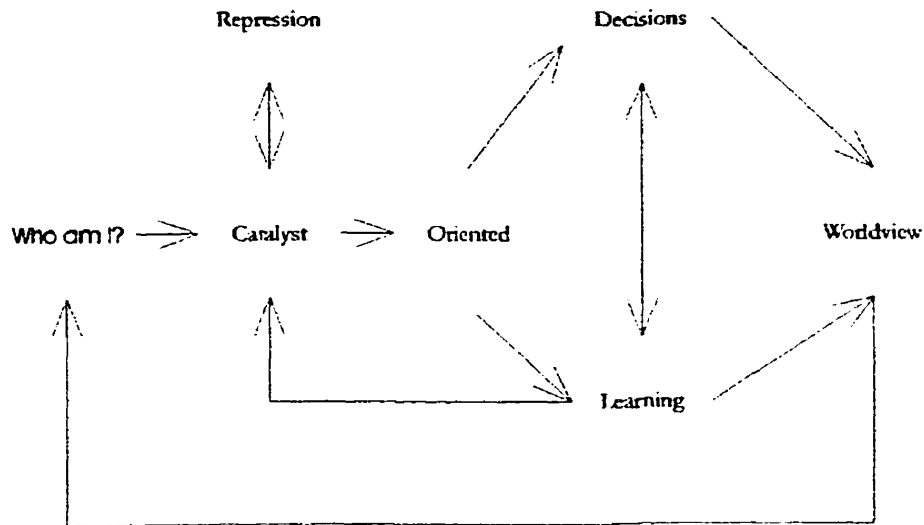 Repression
Decisions
Who am I?
Catalyst
Oriented
Worldview
Learning